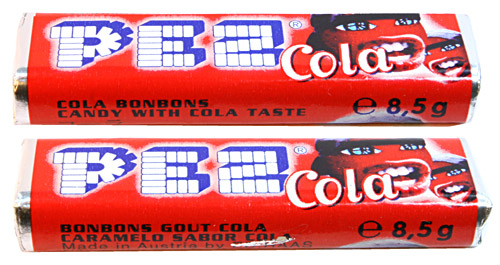 PEZ® Cola
COLA BONBONS
CANDY WITH COLA TASTE
℮ 8,5g
PEZ® Cola
BONBONS GOUT COLA
CARAMELO SABOR COLA
Made in Austria by
℮ 8,5g